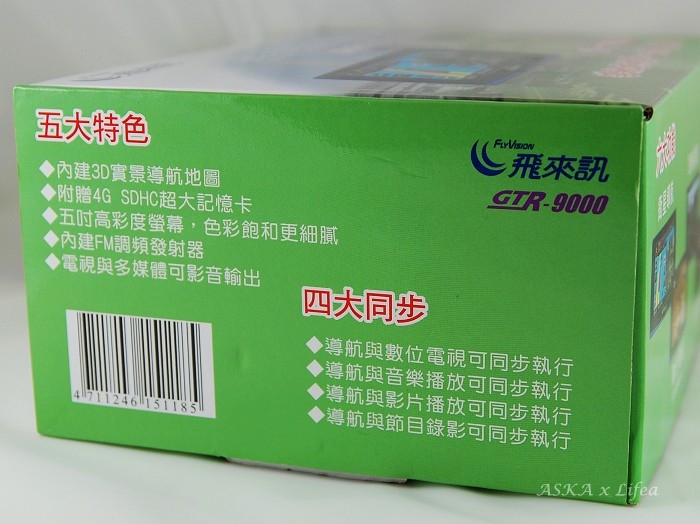 五大特色
◆內建3D實景導航地圖
◆附贈4G SDHC超大記憶卡
◆五吋高彩度螢幕，色彩飽和更細膩
◆內建FM調頻發射器
◆電視與多媒體可影音輸出
FLYVISION
飛來訊
GTR-9000
四大同步
◆導航與數位電視可同步執行
◆導航與音樂播放可同步執行
◆導航與影片播放可同步執行
◆導航與節目錄影可同步執行
4 711246 151185
ASKA x Lifea